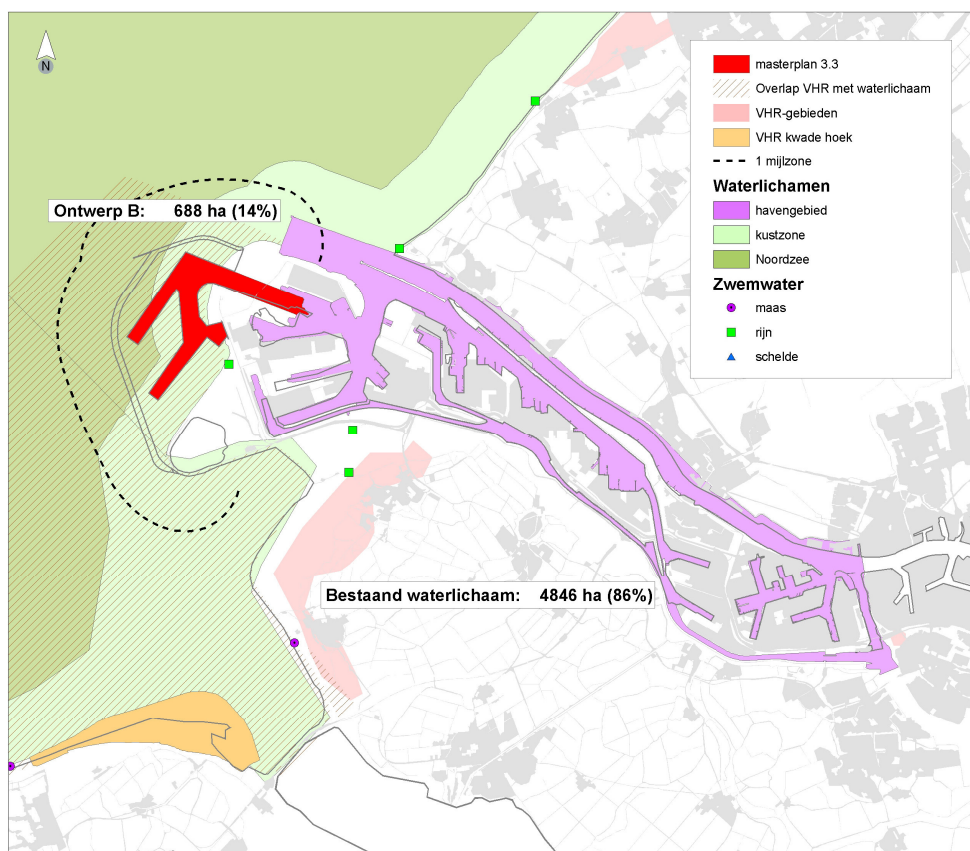 N
masterplan 3.3
Overlap VHR met waterlichaam
VHR-gebieden
VHR kwade hoek
1 mijlzone
Waterlichamen
havengebied
kustzone
Noordzee
Zwemwater
maas
rijn
schelde
Ontwerp B: 688 ha (14%)
Bestaand waterlichaam: 4846 ha (86%)